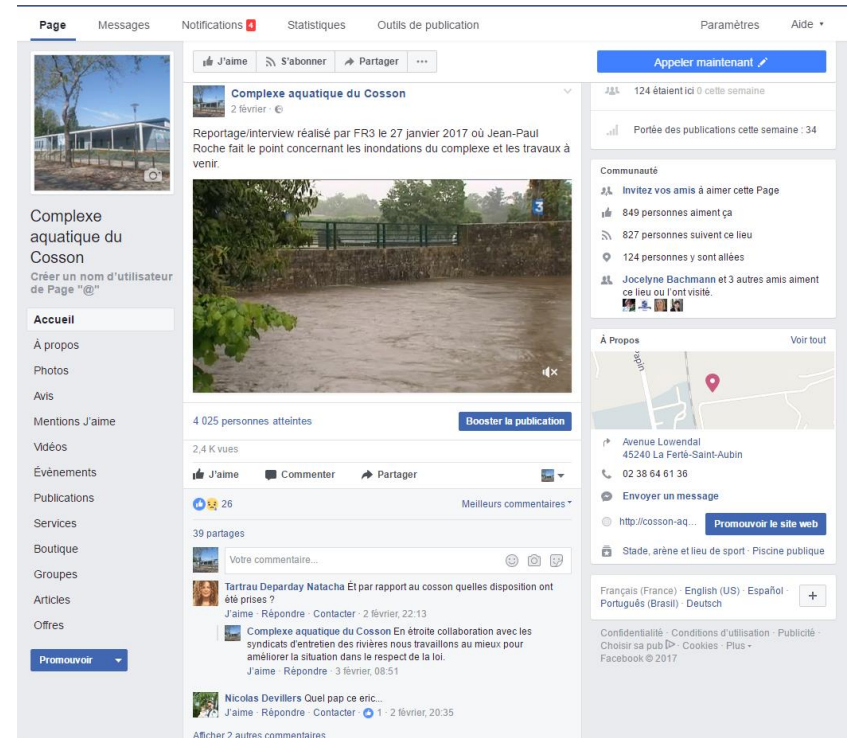 Page Messages Notifications 4 Statistiques Outils de publication Paramètres Aide
J'aime S'abonner Partager ...
Appeler maintenant
Complexe aquatique du Cosson
Créer un nom d'utilisateur de Page "@"
Accueil
À propos
Photos
Avis
Mentions J'aime
Vidéos
Événements
Publications
Services
Boutique
Groupes
Articles
Offres
Promouvoir
Complexe aquatique du Cosson
2 février ·
Reportage/interview réalisé par FR3 le 27 janvier 2017 où Jean-Paul
Roche fait le point concernant les inondations du complexe et les travaux à
venir.
3
4 025 personnes atteintes
Booster la publication
2,4 K vues
J'aime Commenter Partager
26
Meilleurs commentaires
39 partages
Votre commentaire...
Tartrau Deparday Natacha Ét par rapport au cosson quelles disposition ont
été prises ?
J'aime · Répondre · Contacter · 2 février, 22:13
Complexe aquatique du Cosson En étroite collaboration avec les
syndicats d'entretien des rivières nous travaillons au mieux pour
améliorer la situation dans le respect de la loi.
J'aime · Répondre · 3 février, 08:51
Nicolas Devillers Quel pap ce eric...
J'aime · Répondre · Contacter · 1 · 2 février, 20:35
Afficher 2 autres commentaires
124 étaient ici 0 cette semaine
Portée des publications cette semaine : 34
Communauté
Invitez vos amis à aimer cette Page
849 personnes aiment ça
827 personnes suivent ce lieu
124 personnes y sont allées
Jocelyne Bachmann et 3 autres amis aiment
ce lieu ou l'ont visité.
À Propos
Voir tout
Papin
Avenue Lowendal
45240 La Ferté-Saint-Aubin
02 38 64 61 36
Envoyer un message
http://cosson-aq...
Promouvoir le site web
Stade, arène et lieu de sport · Piscine publique
Français (France) · English (US) · Español ·
Português (Brasil) · Deutsch
+
Confidentialité · Conditions d'utilisation · Publicité ·
Choisir sa pub · Cookies · Plus
Facebook © 2017